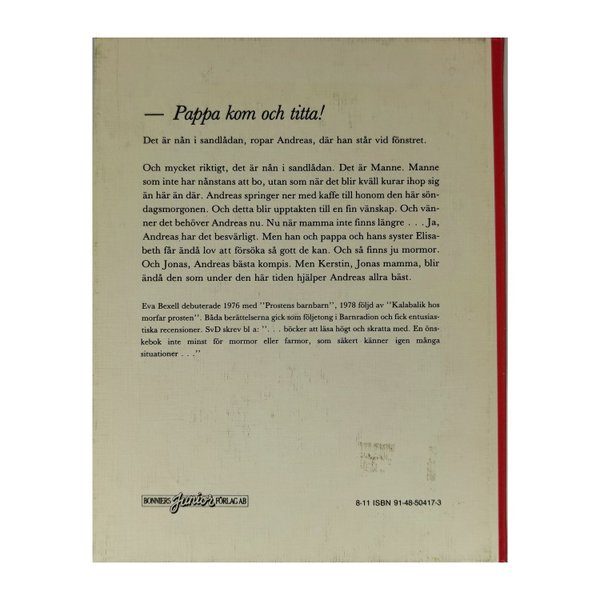 — Pappa kom och titta!
Det är nån i sandlådan, ropar Andreas, där han står vid fönstret.
Och mycket riktigt, det är nån i sandlådan. Det är Manne. Manne
som inte har nånstans att bo, utan som när det blir kväll kurar ihop sig
än här än där. Andreas springer ner med kaffe till honom den här sön-
dagsmorgonen. Och detta blir upptakten till en fin vänskap. Och vän-
ner det behöver Andreas nu. Nu när mamma inte finns längre . . . Ja,
Andreas har det besvärligt. Men han och pappa och hans syster Elisa-
beth får ändå lov att försöka så gott de kan. Och så finns ju mormor.
Och Jonas, Andreas bästa kompis. Men Kerstin, Jonas mamma, blir
ändå den som under den här tiden hjälper Andreas allra bäst.
Eva Bexell debuterade 1976 med "Prostens barnbarn", 1978 följd av "Kalabalik hos
morfar prosten". Båda berättelserna gick som följetong i Barnradion och fick entusias-
tiska recensioner. SvD skrev bl a: ". . . böcker att läsa högt och skratta med. En öns-
kebok inte minst för mormor eller farmor, som säkert känner igen många
situationer . . ."
BONNIERS Junior FÖRLAG AB
8-11 ISBN 91-48-50417-3